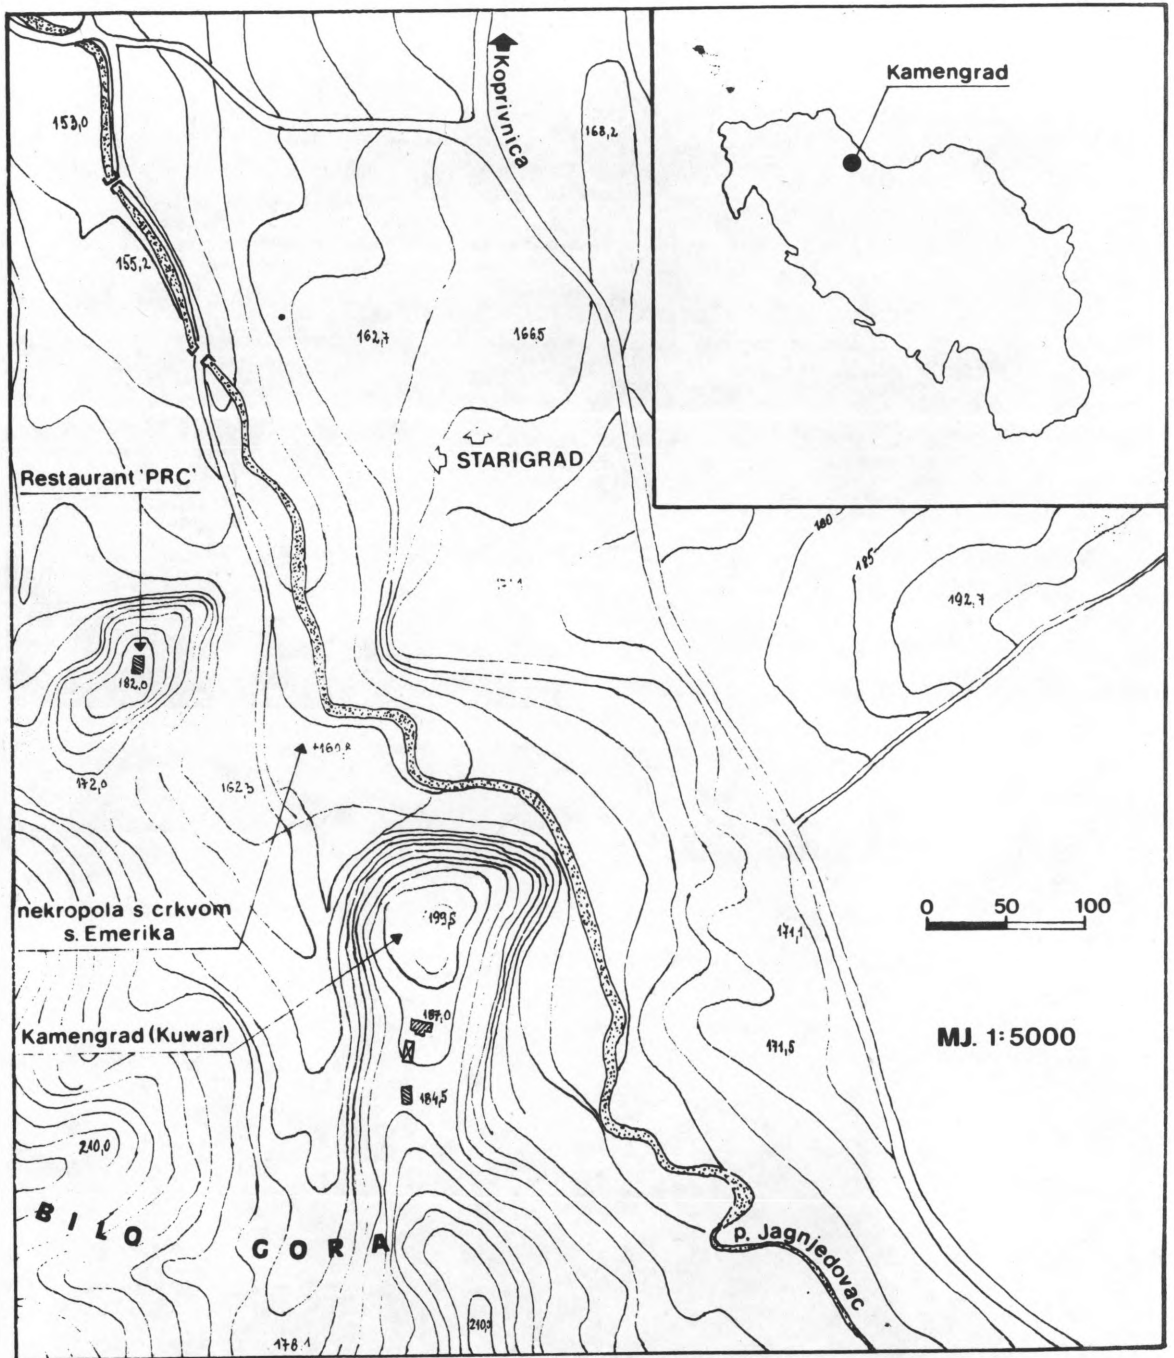 Koprivnica
Kamengrad
153,0
168,2
155,2
162,7
166,5
STARIGRAD
Restaurant 'PRC'
180
185
192,7
182,0
172,0
162,3
nekropola s crkvom
s. Emerika
199,5
0 50 100
171,1
Kamengrad (Kuwar)
187,0
MJ. 1:5000
171,5
184,5
210,0
BILO GORA
p. Jagnjedovac
178,1